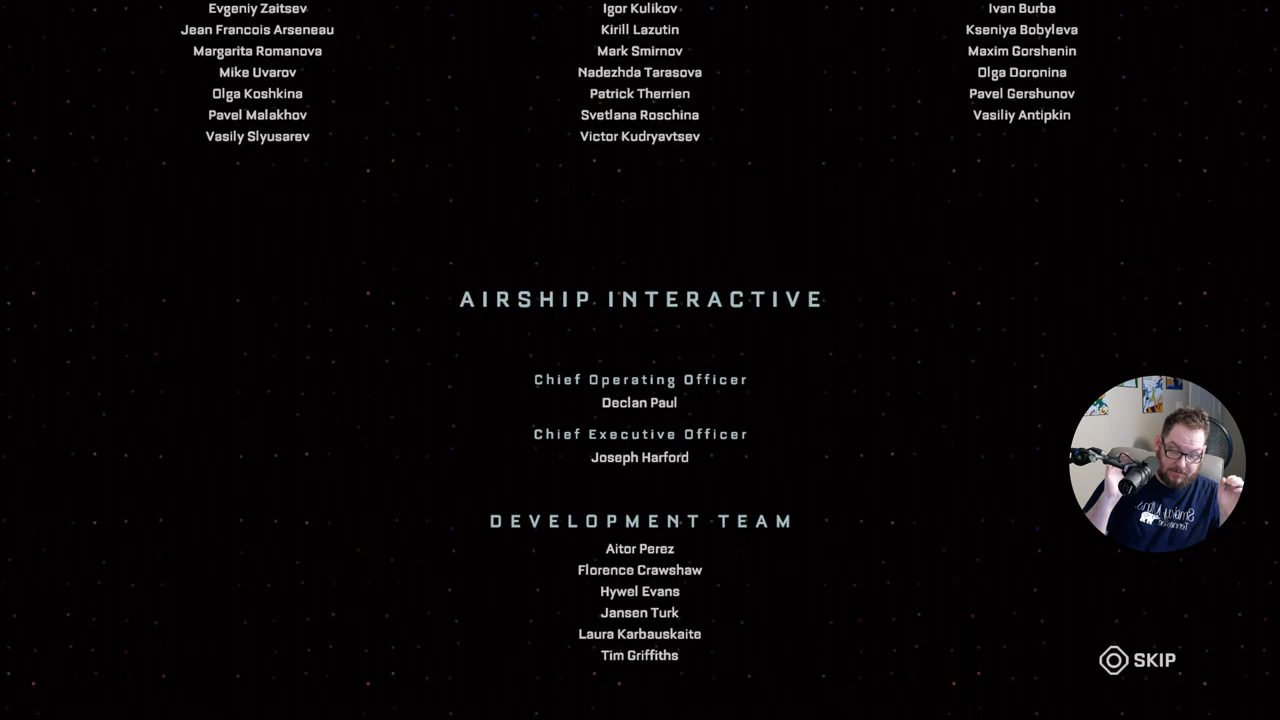 Evgeniy Zaitsev
Jean Francois Arseneau
Margarita Romanova
Mike Uvarov
Olga Koshkina
Pavel Malakhov
Vasily Slyusarev
Igor Kulikov
Kirill Lazutin
Mark Smirnov
Nadezhda Tarasova
Patrick Therrien
Svetlana Roschina
Victor Kudryavtsev
Ivan Burba
Kseniya Bobyleva
Maxim Gorshenin
Olga Doronina
Pavel Gershunov
Vasiliy Antipkin
AIRSHIP INTERACTIVE
Chief Operating Officer
Declan Paul
Chief Executive Officer
Joseph Harford
DEVELOPMENT TEAM
Aitor Perez
Florence Crawshaw
Hywel Evans
Jansen Turk
Laura Karbauskaite
Tim Griffiths
SKIP